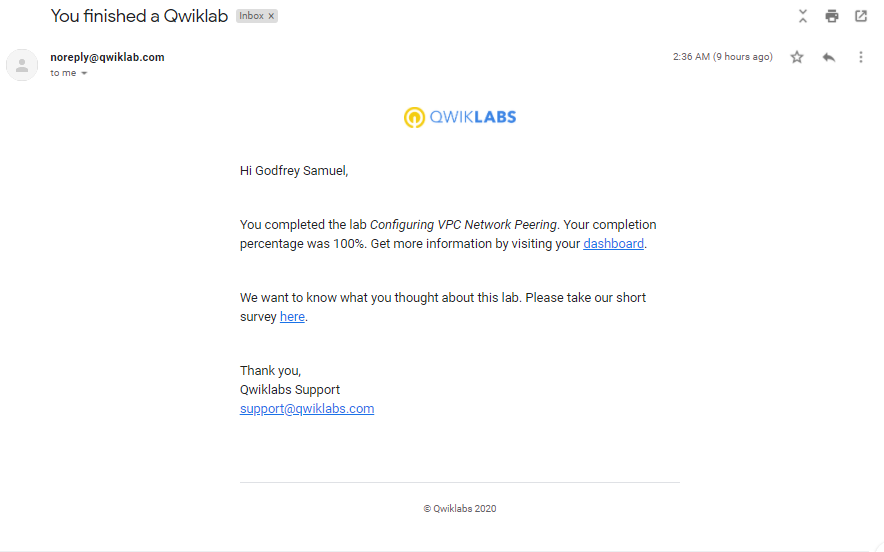 You finished a Qwiklab Inbox x
noreply@qwiklab.com 2:36 AM (9 hours ago)
to me
QWIKLABS
Hi Godfrey Samuel,
You completed the lab Configuring VPC Network Peering. Your completion
percentage was 100%. Get more information by visiting your dashboard.
We want to know what you thought about this lab. Please take our short
survey here.
Thank you,
Qwiklabs Support
support@qwiklabs.com
© Qwiklabs 2020